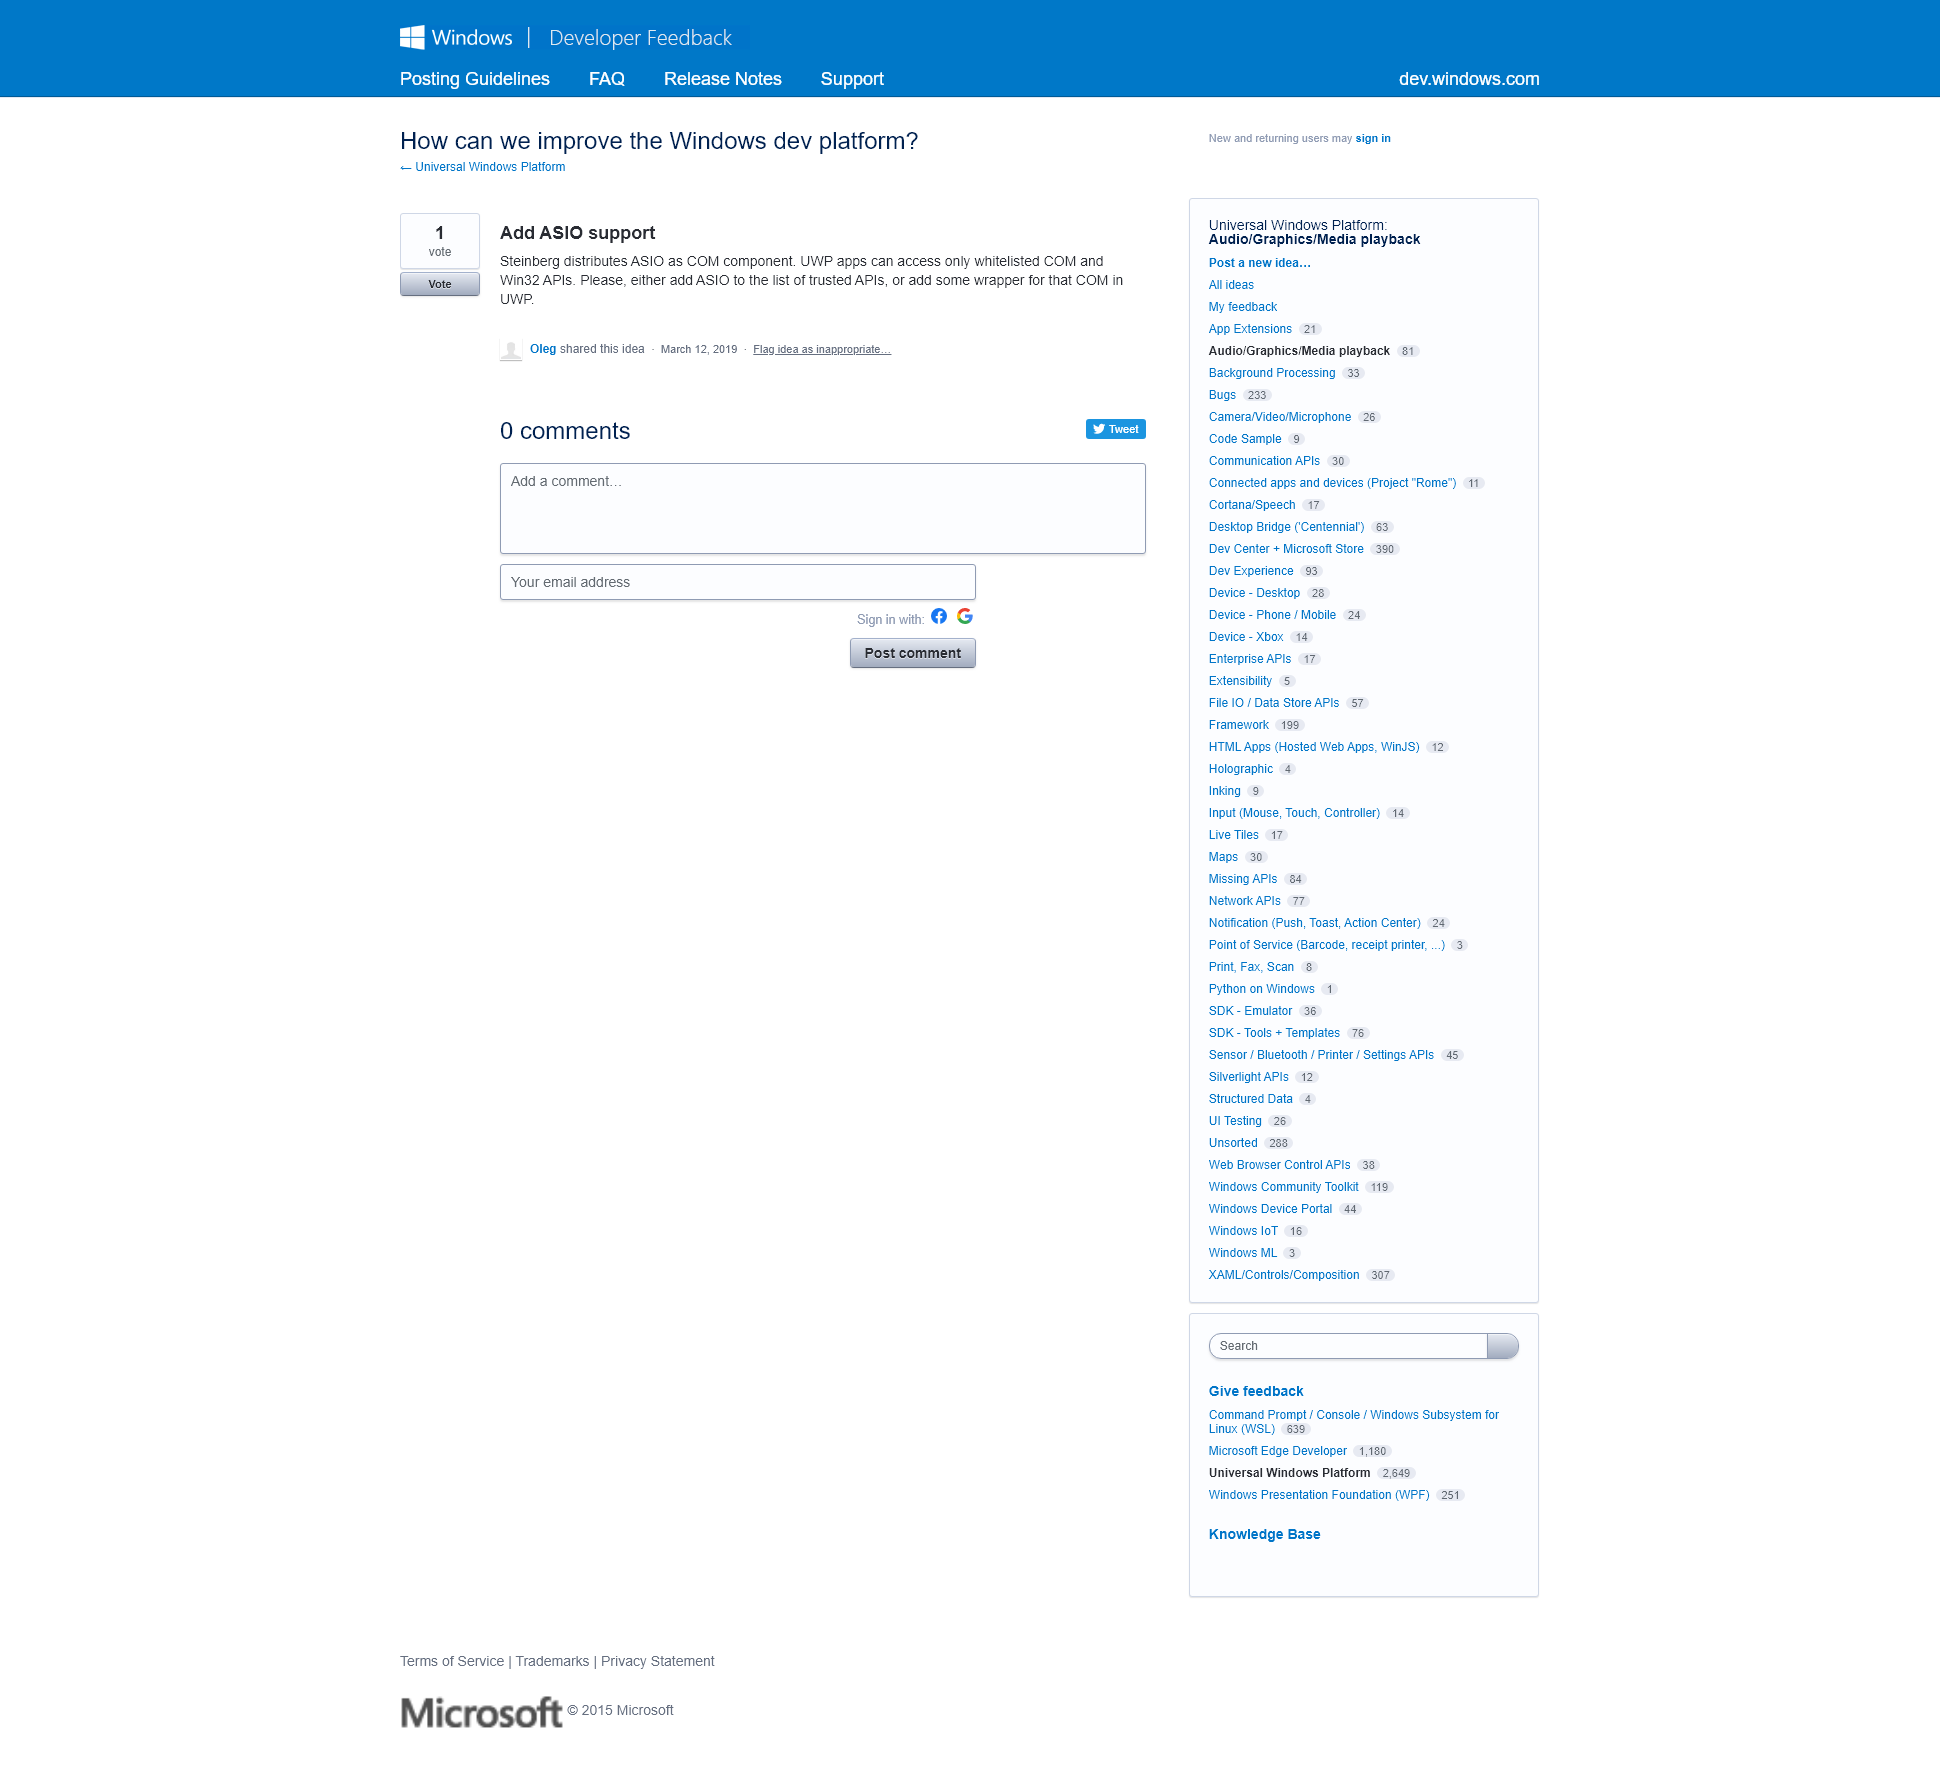 Windows | Developer Feedback
Posting Guidelines FAQ Release Notes Support dev.windows.com
How can we improve the Windows dev platform?
← Universal Windows Platform
New and returning users may sign in
1
vote
Vote
Add ASIO support
Steinberg distributes ASIO as COM component. UWP apps can access only whitelisted COM and
Win32 APIs. Please, either add ASIO to the list of trusted APIs, or add some wrapper for that COM in
UWP.
Oleg shared this idea · March 12, 2019 · Flag idea as inappropriate…
0 comments
Tweet
Add a comment…
Your email address
Sign in with:
Post comment
Universal Windows Platform:
Audio/Graphics/Media playback
Post a new idea…
All ideas
My feedback
App Extensions 21
Audio/Graphics/Media playback 81
Background Processing 33
Bugs 233
Camera/Video/Microphone 26
Code Sample 9
Communication APIs 30
Connected apps and devices (Project "Rome") 11
Cortana/Speech 17
Desktop Bridge ('Centennial') 63
Dev Center + Microsoft Store 390
Dev Experience 93
Device - Desktop 28
Device - Phone / Mobile 24
Device - Xbox 14
Enterprise APIs 17
Extensibility 5
File IO / Data Store APIs 57
Framework 199
HTML Apps (Hosted Web Apps, WinJS) 12
Holographic 4
Inking 9
Input (Mouse, Touch, Controller) 14
Live Tiles 17
Maps 30
Missing APIs 84
Network APIs 77
Notification (Push, Toast, Action Center) 24
Point of Service (Barcode, receipt printer, ...) 3
Print, Fax, Scan 8
Python on Windows 1
SDK - Emulator 36
SDK - Tools + Templates 76
Sensor / Bluetooth / Printer / Settings APIs 45
Silverlight APIs 12
Structured Data 4
UI Testing 26
Unsorted 288
Web Browser Control APIs 38
Windows Community Toolkit 119
Windows Device Portal 44
Windows IoT 16
Windows ML 3
XAML/Controls/Composition 307
Search
Give feedback
Command Prompt / Console / Windows Subsystem for
Linux (WSL) 639
Microsoft Edge Developer 1,180
Universal Windows Platform 2,649
Windows Presentation Foundation (WPF) 251
Knowledge Base
Terms of Service | Trademarks | Privacy Statement
Microsoft © 2015 Microsoft